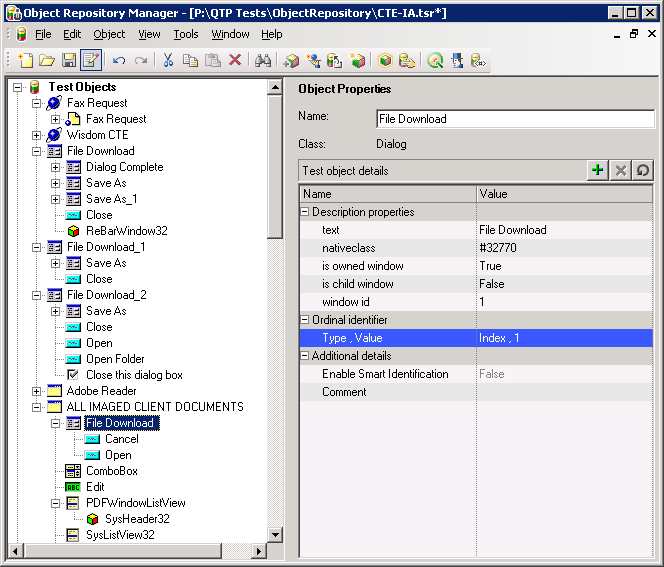 Object Repository Manager - [P:\QTP Tests\ObjectRepository\CTE-IA.tsr*]
File Edit Object View Tools Window Help
Test Objects
Fax Request
Fax Request
Wisdom CTE
File Download
Dialog Complete
Save As
Save As_1
Close
ReBarWindow32
File Download_1
Save As
Close
File Download_2
Save As
Close
Open
Open Folder
Close this dialog box
Adobe Reader
ALL IMAGED CLIENT DOCUMENTS
File Download
Cancel
Open
ComboBox
ABC Edit
PDFWindowListView
SysHeader32
SysListView32
Object Properties
Name: File Download
Class: Dialog
Test object details
Name Value
Description properties
text File Download
nativeclass #32770
is owned window True
is child window False
window id 1
Ordinal identifier
Type , Value Index , 1
Additional details
Enable Smart Identification False
Comment